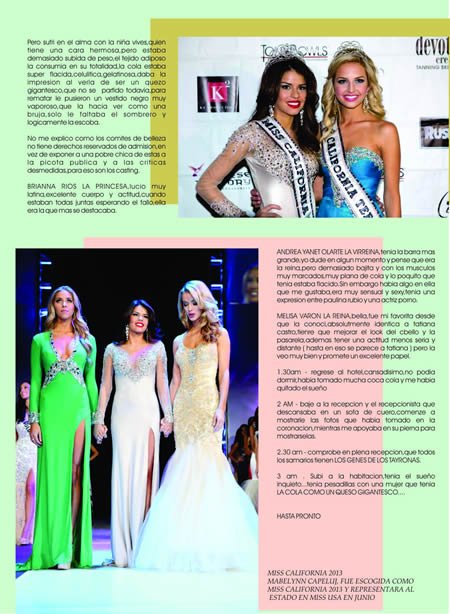 Pero sufri en el alma con la niña vives,quien
tiene una cara hermosa,pero estaba
demasiado subida de peso,el tejido adiposo
la consumia en su totalidad,la cola estaba
super flacida,celulitica,gelatinosa,daba la
impresion al verla de ser un quezo
gigantesco,que no se partido todavia,para
rematar le pusieron un vestido negro muy
vaporoso,que la hacia ver como una
bruja,solo le faltaba el sombrero y
logicamente la escoba.
No me explico como los comites de belleza
no tiene derechos reservados de admision,en
vez de exponer a una pobre chica de estas a
la picota publica y a las criticas
desmedidas,para eso son los casting.
BRIANNA RIOS LA PRINCESA,lucio muy
latina,excelente cuerpo y actitud,cuando
estaban todas juntas esperando el fallo,ella
era la que mas se destacaba.
K
devot
cre
TANNING BR
RUS
MISS CALIFORNIA
CALIFORNIA TE
ANDREA YANET OLARTE LA VIRREINA,tenia la barra mas
grande,yo dude en algun momento y pense que era
la reina,pero demasiado bajita y con los musculos
muy marcados,muy plana de cola y lo poquito que
tenia estaba flacido.Sin embargo habia algo en ella
que me gustaba,era muy sensual y sexy,tenia una
expresion entre paulina rubio y una actriz porno.
MELISA VARON LA REINA,bella,fue mi favorita desde
que la conoci,absolutmente identica a tatiana
castro,tienre que mejorar el look del cbello y la
pasarela,ademas tener una actitud menos seria y
distante ( hasta en eso se parece a tatiana ) pero la
veo muy bien y promete un excelente papel.
1.30am - regrese al hotel,cansadisimo,no podia
dormir,habia tomado mucha coca cola y me habia
quitado el sueño
2 AM - baje a la recepcion y el recepcionista que
descansaba en un sofa de cuero,comenze a
mostrarle las fotos que habia tomado en la
coronacion,mientras me apoyaba en su pierna para
mostrarselas.
2.30 am - comprobe en plena recepcion,que todos
los samarios tienen LOS GENES DE LOS TAYRONAS.
3 am . Subi a la habitacion,tenia el sueño
inquieto...tenia pesadillas con una mujer que tenia
LA COLA COMO UN QUESO GIGANTESCO....
HASTA PRONTO
MISS CALIFORNIA 2013
MABELYNN CAPELUJ, FUE ESCOGIDA COMO
MISS CALIFORNIA 2013 Y REPRESENTARA AL
ESTADO EN MISS USA EN JUNIO